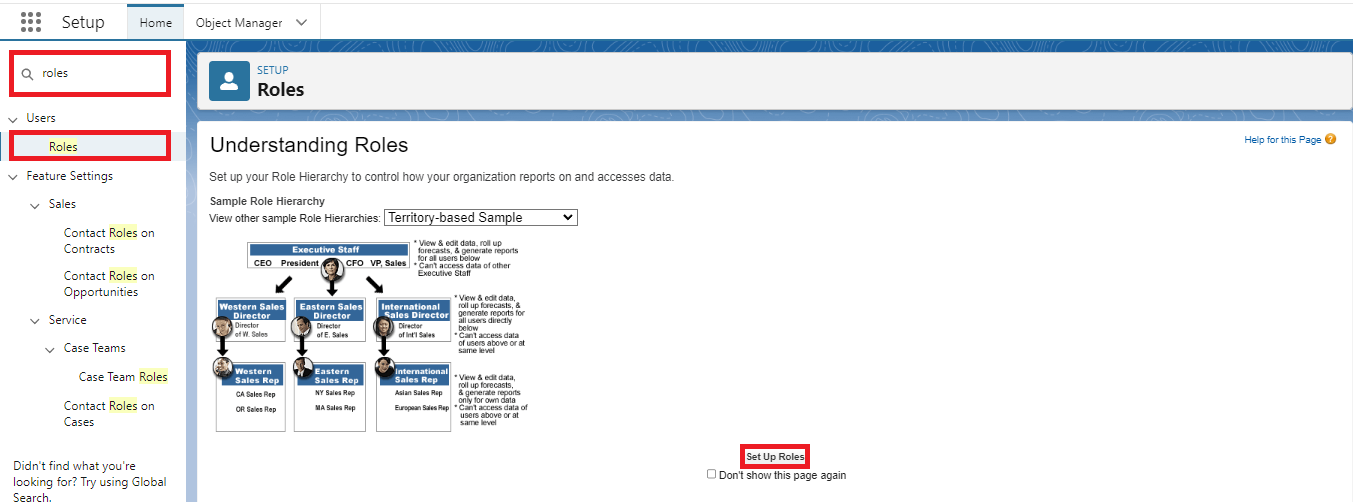 Setup
Home
Object Manager
roles
Users
Roles
Feature Settings
Sales
Contact Roles on
Contracts
Contact Roles on
Opportunities
Service
Case Teams
Case Team Roles
Contact Roles on
Cases
Didn't find what you're
looking for? Try using Global
Search.
SETUP
Roles
Understanding Roles
Help for this Page
Set up your Role Hierarchy to control how your organization reports on and accesses data.
Sample Role Hierarchy
View other sample Role Hierarchies: Territory-based Sample
Executive Staff
CEO President CFO VP, Sales
* View & edit data, roll up
forecasts, & generate reports
for all users below
* Can't access data of other
Executive Staff
Western Sales
Director
Director
of W. Sales
Eastern Sales
Director
Director
of E. Sales
International
Sales Director
Director
of Int'l Sales
* View & edit data,
roll up forecasts, &
generate reports for
all users directly
below
* Can't access data
of users above or at
same level
Western
Sales Rep
CA Sales Rep
OR Sales Rep
Eastern
Sales Rep
NY Sales Rep
MA Sales Rep
International
Sales Rep
Asian Sales Rep
European Sales Rep
* View & edit data,
roll up forecasts,
& generate reports
only for own data
* Can't access data of
users above or at
same level
Set Up Roles
Don't show this page again